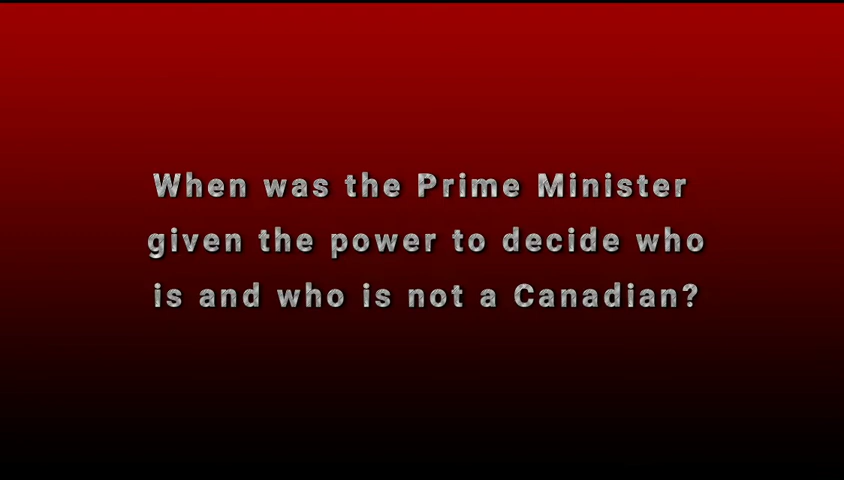 When was the Prime Minister
given the power to decide who
is and who is not a Canadian?